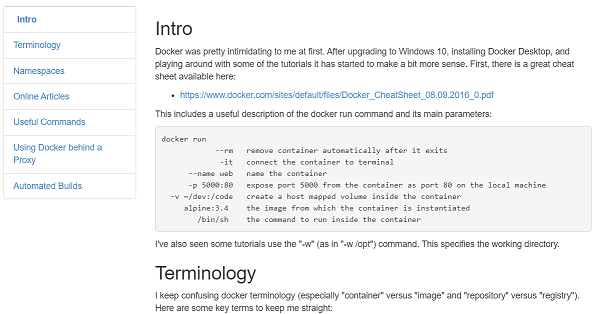 Intro
Terminology
Namespaces
Online Articles
Useful Commands
Using Docker behind a
Proxy
Automated Builds
Intro
Docker was pretty intimidating to me at first. After upgrading to Windows 10, installing Docker Desktop, and
playing around with some of the tutorials it has started to make a bit more sense. First, there is a great cheat
sheet available here:
• https://www.docker.com/sites/default/files/Docker_CheatSheet_08.09.2016_0.pdf
This includes a useful description of the docker run command and its main parameters:
docker run
--rm remove container automatically after it exits
-it connect the container to terminal
--name web name the container
-p 5000:80 expose port 5000 from the container as port 80 on the local machine
-v ~/dev:/code create a host mapped volume inside the container
alpine:3.4 the image from which the container is instantiated
/bin/sh the command to run inside the container
I've also seen some tutorials use the "-w" (as in "-w /opt") command. This specifies the working directory.
Terminology
I keep confusing docker terminology (especially "container" versus "image" and "repository" versus "registry").
Here are some key terms to keep me straight: